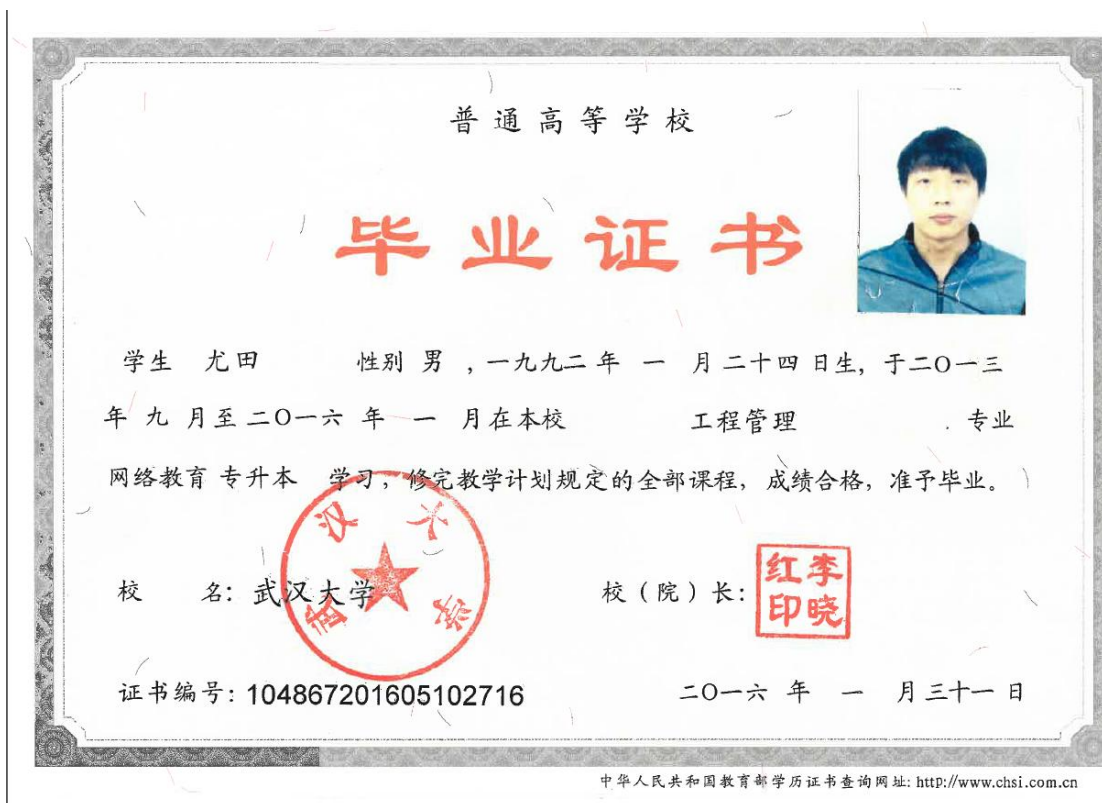 普通高等学校
毕业证书
学生 尤田 性别 男 ，一九九二 年 一 月 二十四 日生，于二〇一三
年 九 月至 二〇一六 年 一 月在本校 工程管理 ．专业
网络教育 专升本 学习，修完教学计划规定的全部课程，成绩合格，准予毕业。
武汉大学
校 名：武汉大学 校（院）长：
李晓红印
证书编号：104867201605102716 二〇一六 年 一 月 三十一 日
中华人民共和国教育部学历证书查询网址：http://www.chsi.com.cn